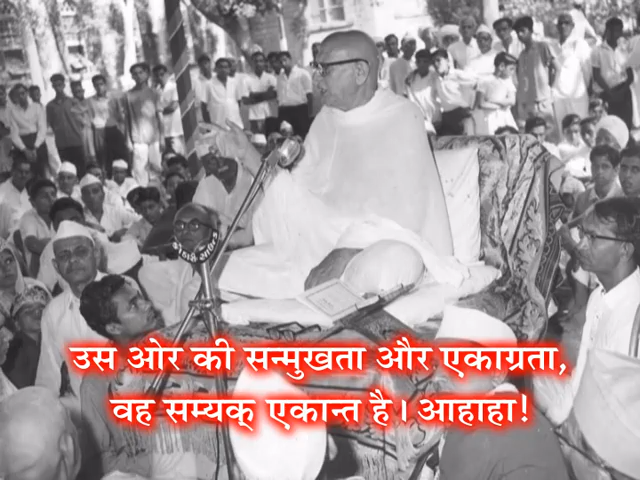 उस ओर की सन्मुखता और एकाग्रता,
वह सम्यक् एकान्त है। आहाहा!